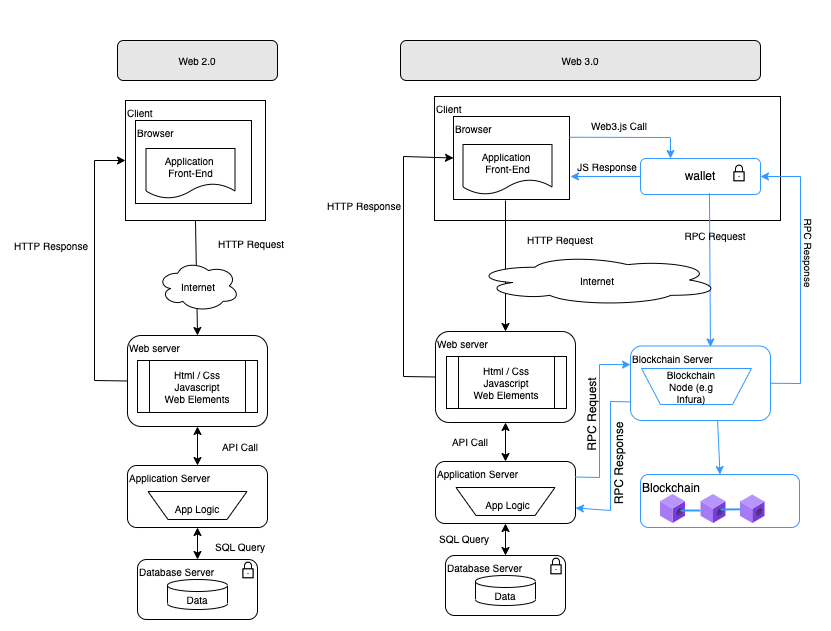 Web 2.0
Client
Browser
Application
Front-End
HTTP Response
HTTP Request
Internet
Web server
Html / Css
Javascript
Web Elements
API Call
Application Server
App Logic
SQL Query
Database Server
Data
Web 3.0
Client
Browser
Application
Front-End
Web3.js Call
JS Response
wallet
HTTP Response
HTTP Request
RPC Request
RPC Response
Internet
Web server
Html / Css
Javascript
Web Elements
Blockchain Server
Blockchain
Node (e.g
Infura)
RPC Request
RPC Response
API Call
Application Server
App Logic
Blockchain
SQL Query
Database Server
Data